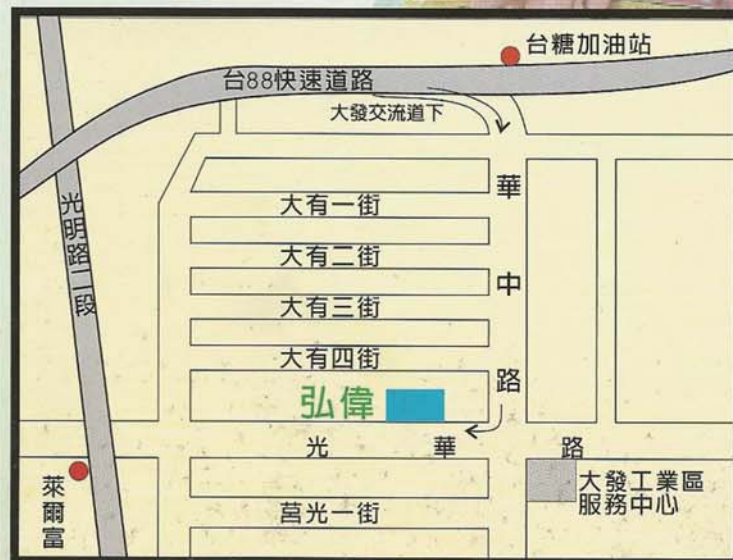 台糖加油站
台88快速道路
大發交流道下
光明路二段
華中路
大有一街
大有二街
大有三街
大有四街
弘偉
光華路
萊爾富
大發工業區
服務中心
莒光一街